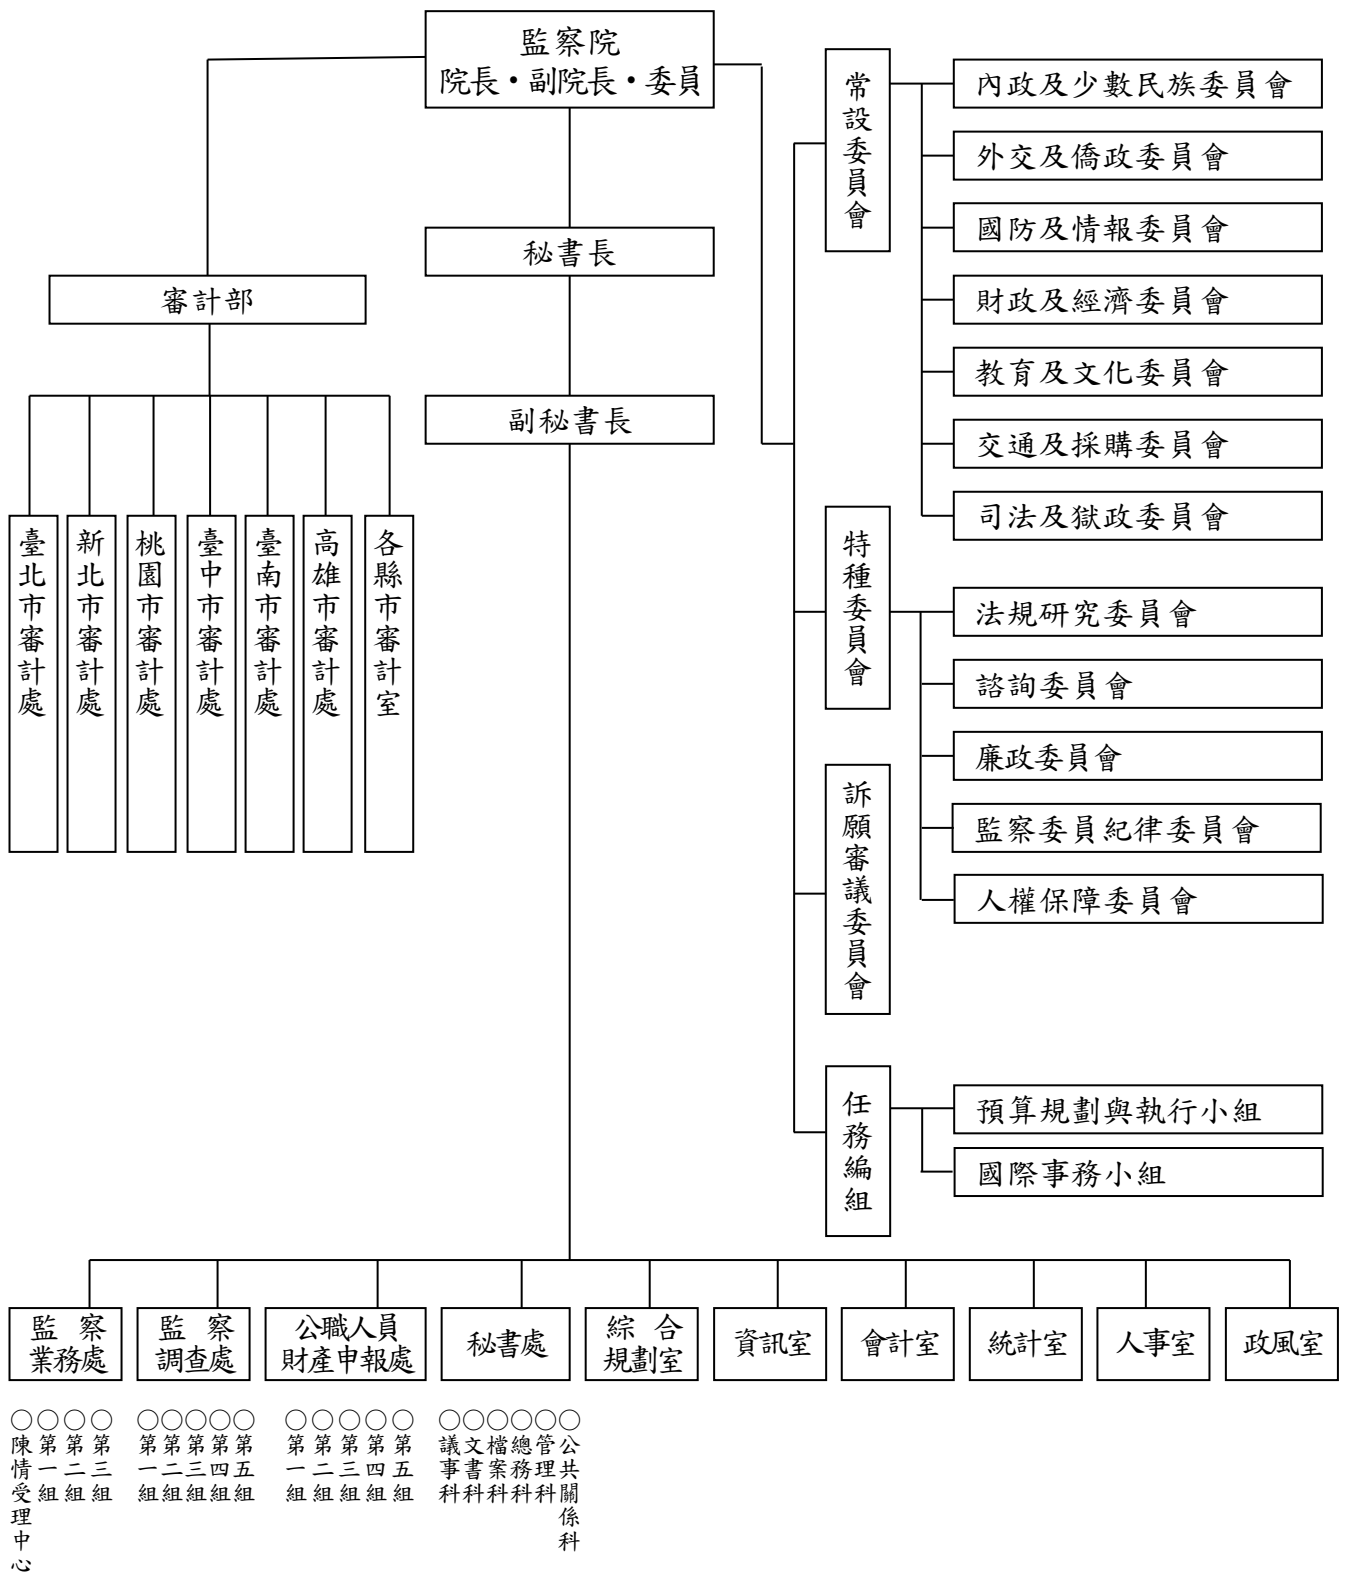 監察院
院長・副院長・委員
秘書長
副秘書長
審計部
臺北市審計處
新北市審計處
桃園市審計處
臺中市審計處
臺南市審計處
高雄市審計處
各縣市審計室
常設委員會
內政及少數民族委員會
外交及僑政委員會
國防及情報委員會
財政及經濟委員會
教育及文化委員會
交通及採購委員會
司法及獄政委員會
特種委員會
法規研究委員會
諮詢委員會
廉政委員會
監察委員紀律委員會
人權保障委員會
訴願審議委員會
任務編組
預算規劃與執行小組
國際事務小組
監察
業務處
監察
調查處
公職人員
財產申報處
秘書處
綜合
規劃室
資訊室
會計室
統計室
人事室
政風室
○陳情受理中心
○第一組
○第二組
○第三組
○第一組
○第二組
○第三組
○第四組
○第五組
○第一組
○第二組
○第三組
○第四組
○第五組
○議事科
○文書科
○檔案科
○總務科
○管理科
○公共關係科